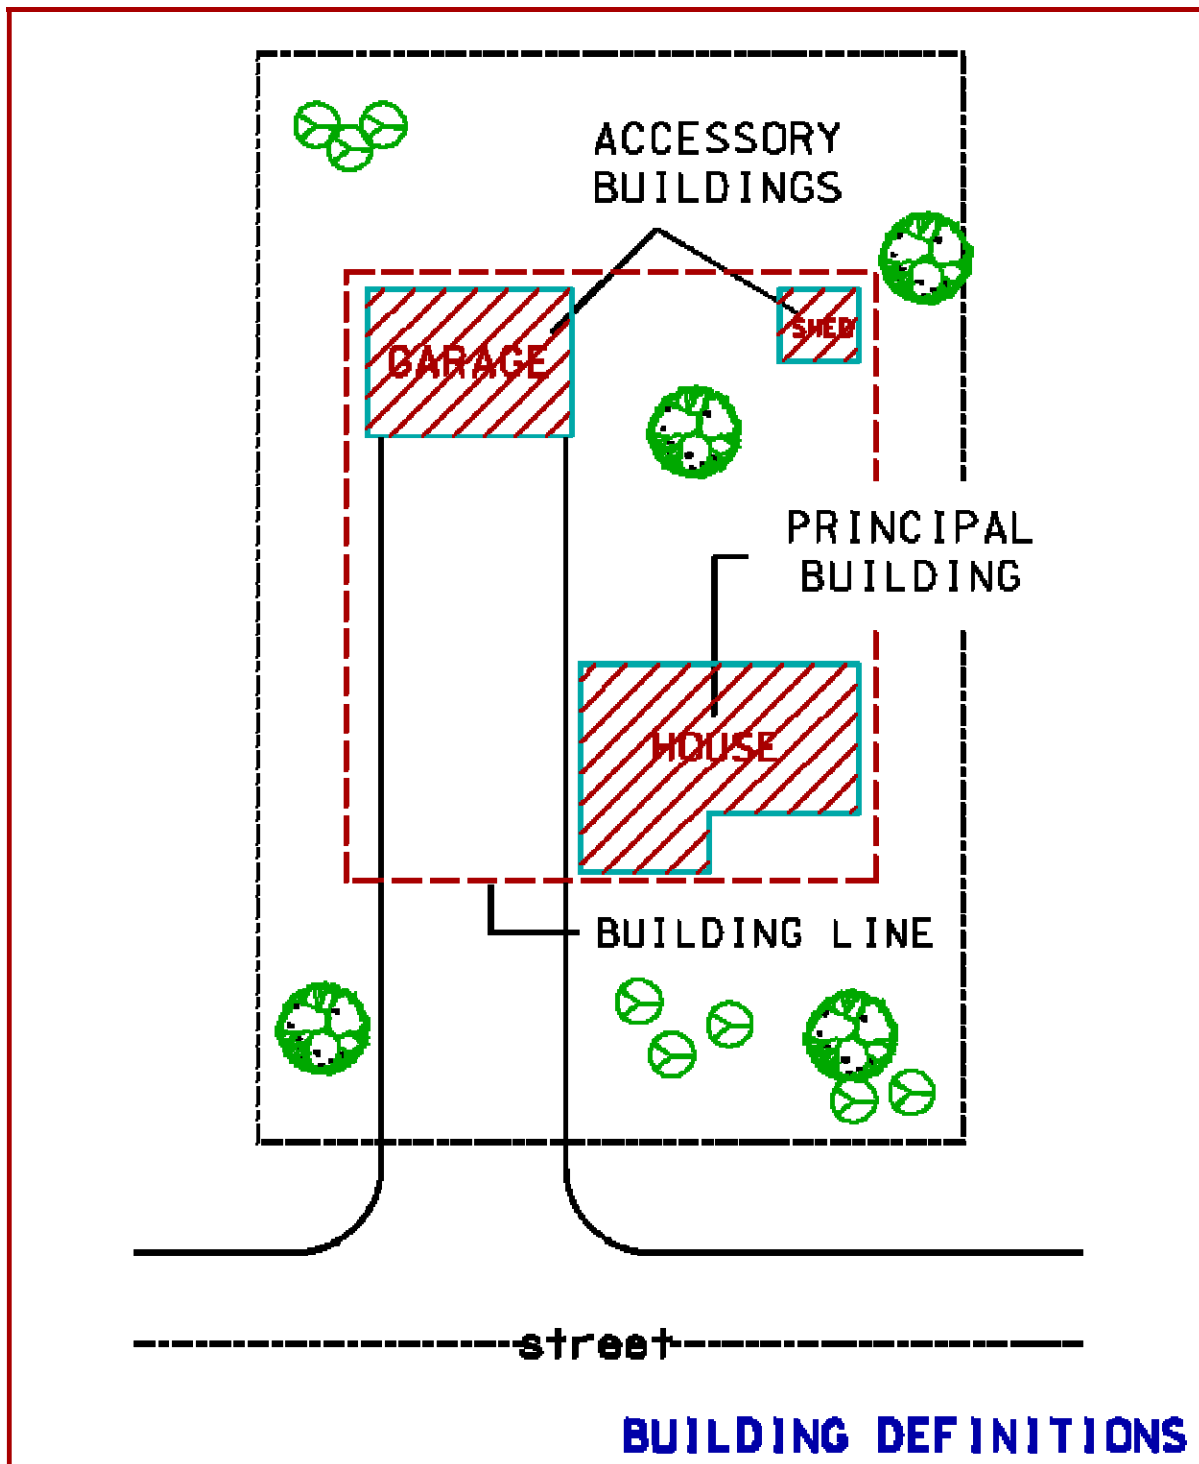 ACCESSORY
BUILDINGS
SHED
GARAGE
PRINCIPAL
BUILDING
HOUSE
BUILDING LINE
street
BUILDING DEFINITIONS